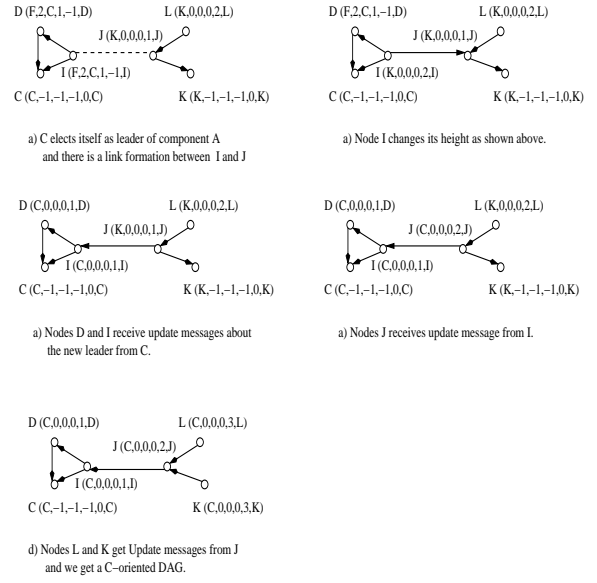 D (F,2,C,1,−1,D) L (K,0,0,0,2,L)
J (K,0,0,0,1,J)
I (F,2,C,1,−1,I)
C (C,−1,−1,−1,0,C) K (K,−1,−1,−1,0,K)
a) C elects itself as leader of component A
and there is a link formation between I and J
D (F,2,C,1,−1,D) L (K,0,0,0,2,L)
J (K,0,0,0,1,J)
I (K,0,0,0,2,I)
C (C,−1,−1,−1,0,C) K (K,−1,−1,−1,0,K)
a) Node I changes its height as shown above.
D (C,0,0,0,1,D) L (K,0,0,0,2,L)
J (K,0,0,0,1,J)
I (C,0,0,0,1,I)
C (C,−1,−1,−1,0,C) K (K,−1,−1,−1,0,K)
a) Nodes D and I receive update messages about
the new leader from C.
D (C,0,0,0,1,D) L (K,0,0,0,2,L)
J (C,0,0,0,2,J)
I (C,0,0,0,1,I)
C (C,−1,−1,−1,0,C) K (K,−1,−1,−1,0,K)
a) Nodes J receives update message from I.
D (C,0,0,0,1,D) L (C,0,0,0,3,L)
J (C,0,0,0,2,J)
I (C,0,0,0,1,I)
C (C,−1,−1,−1,0,C) K (C,0,0,0,3,K)
d) Nodes L and K get Update messages from J
and we get a C−oriented DAG.